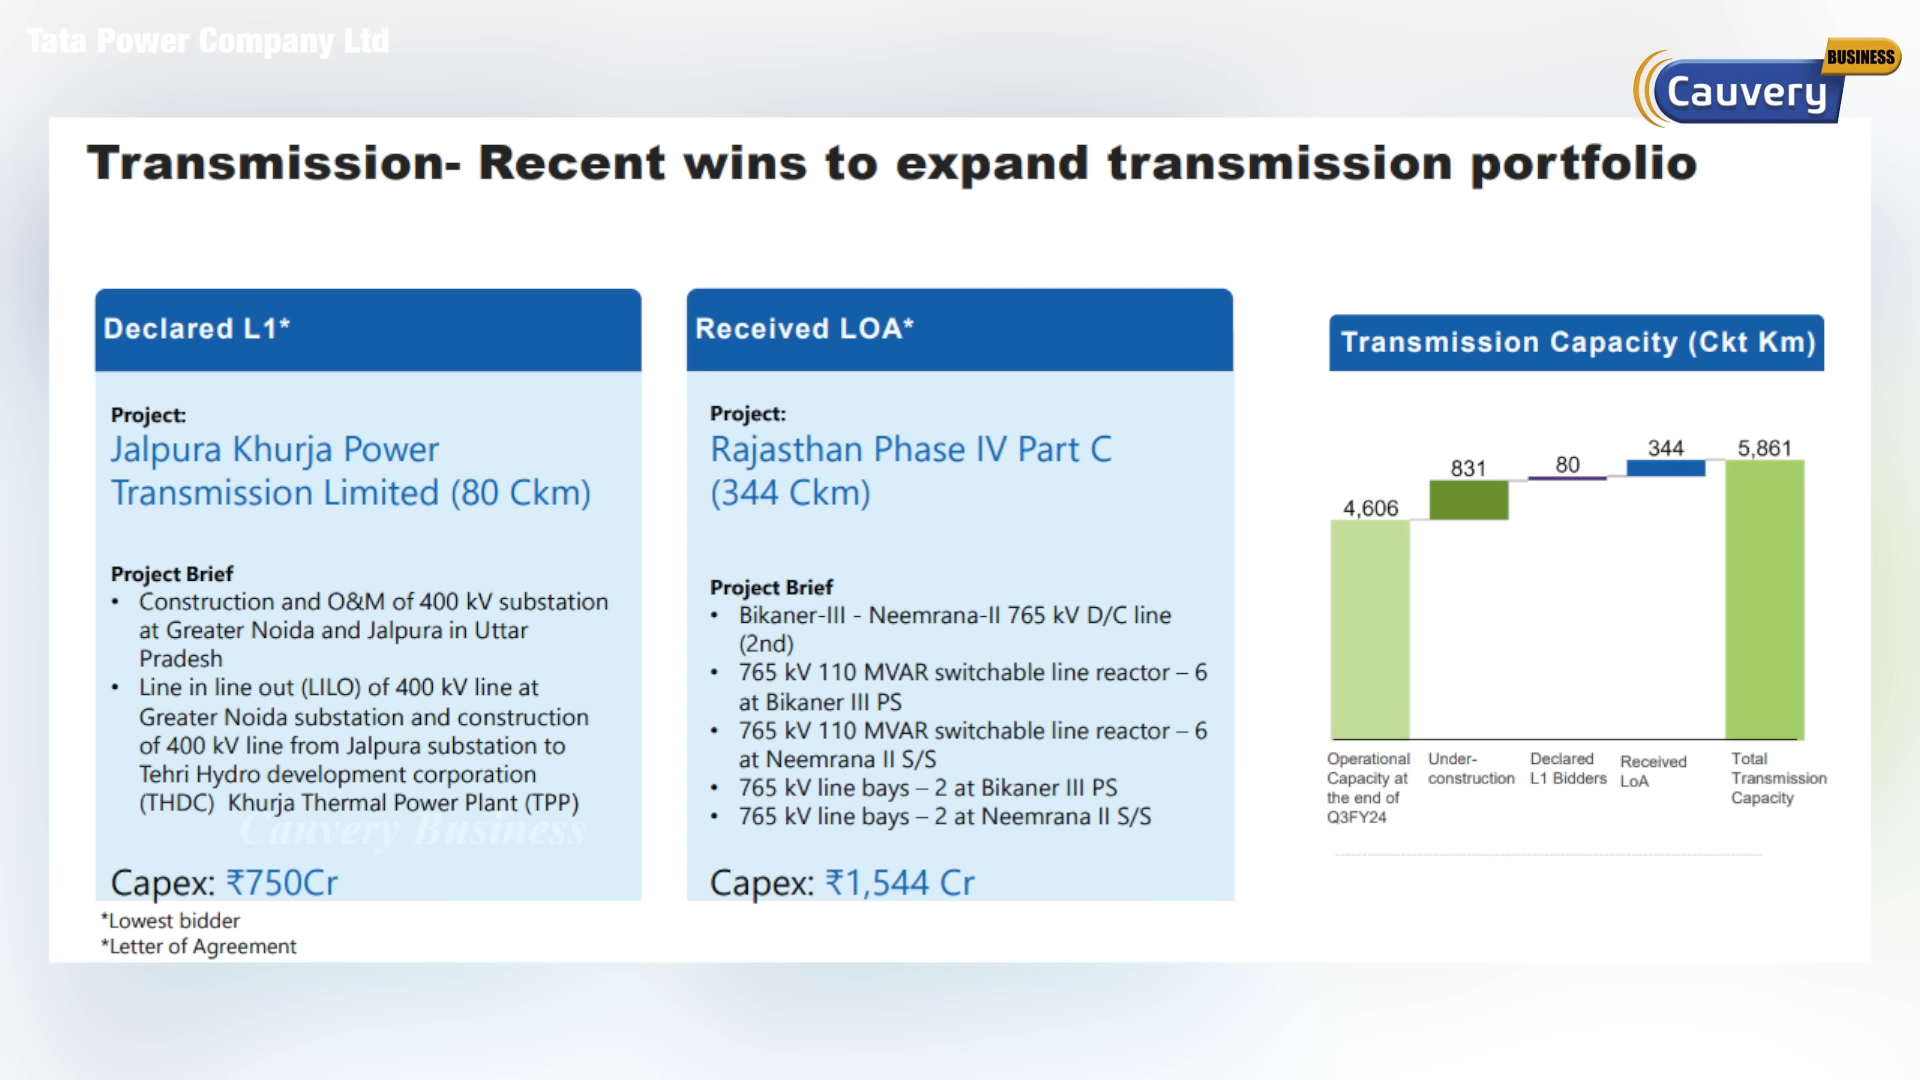 Tata Power Company Ltd
Cauvery BUSINESS
Transmission- Recent wins to expand transmission portfolio
Declared L1*
Project:
Jalpura Khurja Power
Transmission Limited (80 Ckm)
Project Brief
• Construction and O&M of 400 kV substation
at Greater Noida and Jalpura in Uttar
Pradesh
• Line in line out (LILO) of 400 kV line at
Greater Noida substation and construction
of 400 kV line from Jalpura substation to
Tehri Hydro development corporation
(THDC) Khurja Thermal Power Plant (TPP)
Cauvery Business
Capex: ₹750Cr
*Lowest bidder
*Letter of Agreement
Received LOA*
Project:
Rajasthan Phase IV Part C
(344 Ckm)
Project Brief
• Bikaner-III - Neemrana-II 765 kV D/C line
(2nd)
• 765 kV 110 MVAR switchable line reactor – 6
at Bikaner III PS
• 765 kV 110 MVAR switchable line reactor – 6
at Neemrana II S/S
• 765 kV line bays – 2 at Bikaner III PS
• 765 kV line bays – 2 at Neemrana II S/S
Capex: ₹1,544 Cr
Transmission Capacity (Ckt Km)
4,606
831
80
344
5,861
Operational
Capacity at
the end of
Q3FY24
Under-
construction
Declared
L1 Bidders
Received
LoA
Total
Transmission
Capacity